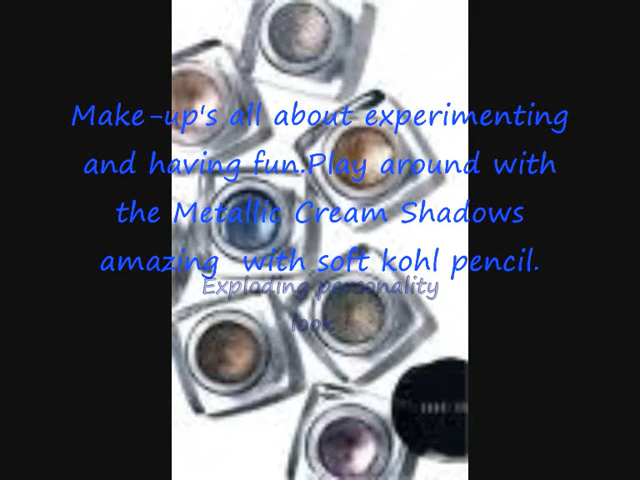 Make-up's all about experimenting
and having fun.Play around with
the Metallic Cream Shadows
amazing with soft kohl pencil.
Exploding personality
look !